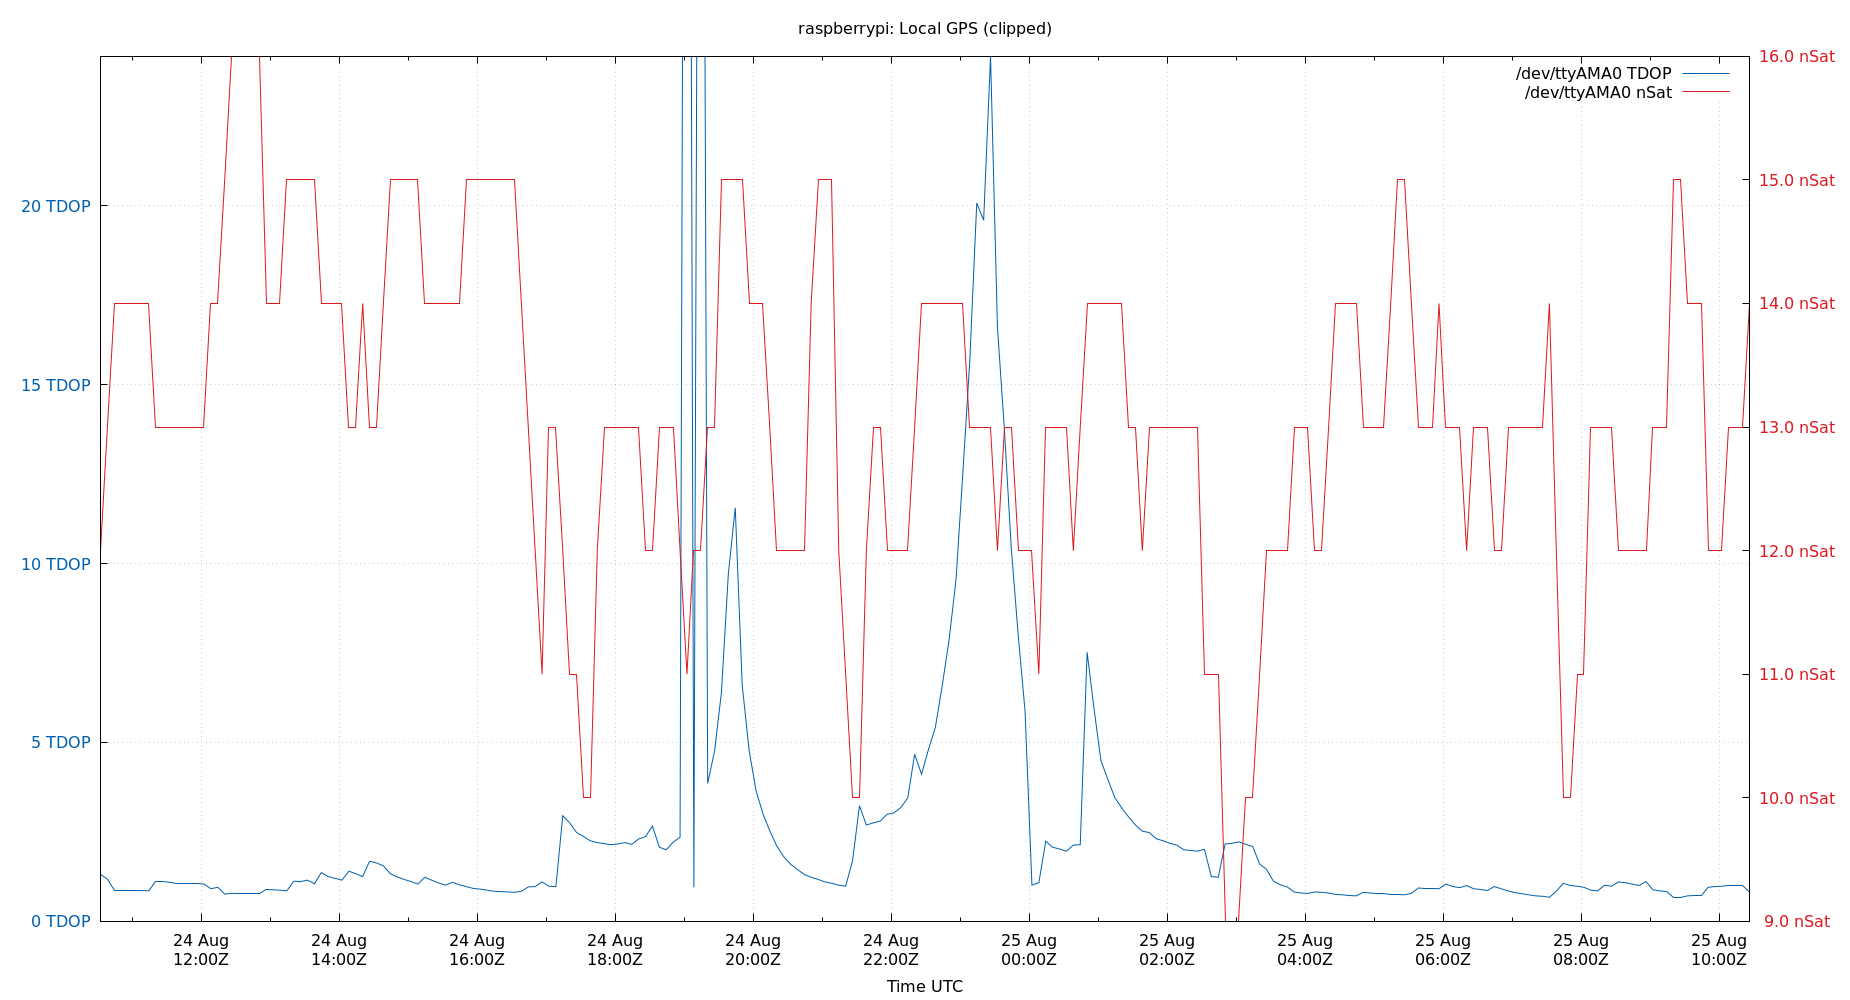 raspberrypi: Local GPS (clipped)
16.0 nSat
/dev/ttyAMA0 TDOP
/dev/ttyAMA0 nSat
15.0 nSat
20 TDOP
14.0 nSat
15 TDOP
13.0 nSat
12.0 nSat
10 TDOP
11.0 nSat
5 TDOP
10.0 nSat
0 TDOP
9.0 nSat
24 Aug 24 Aug 24 Aug 24 Aug 24 Aug 24 Aug 25 Aug 25 Aug 25 Aug 25 Aug 25 Aug 25 Aug
12:00Z 14:00Z 16:00Z 18:00Z 20:00Z 22:00Z 00:00Z 02:00Z 04:00Z 06:00Z 08:00Z 10:00Z
Time UTC